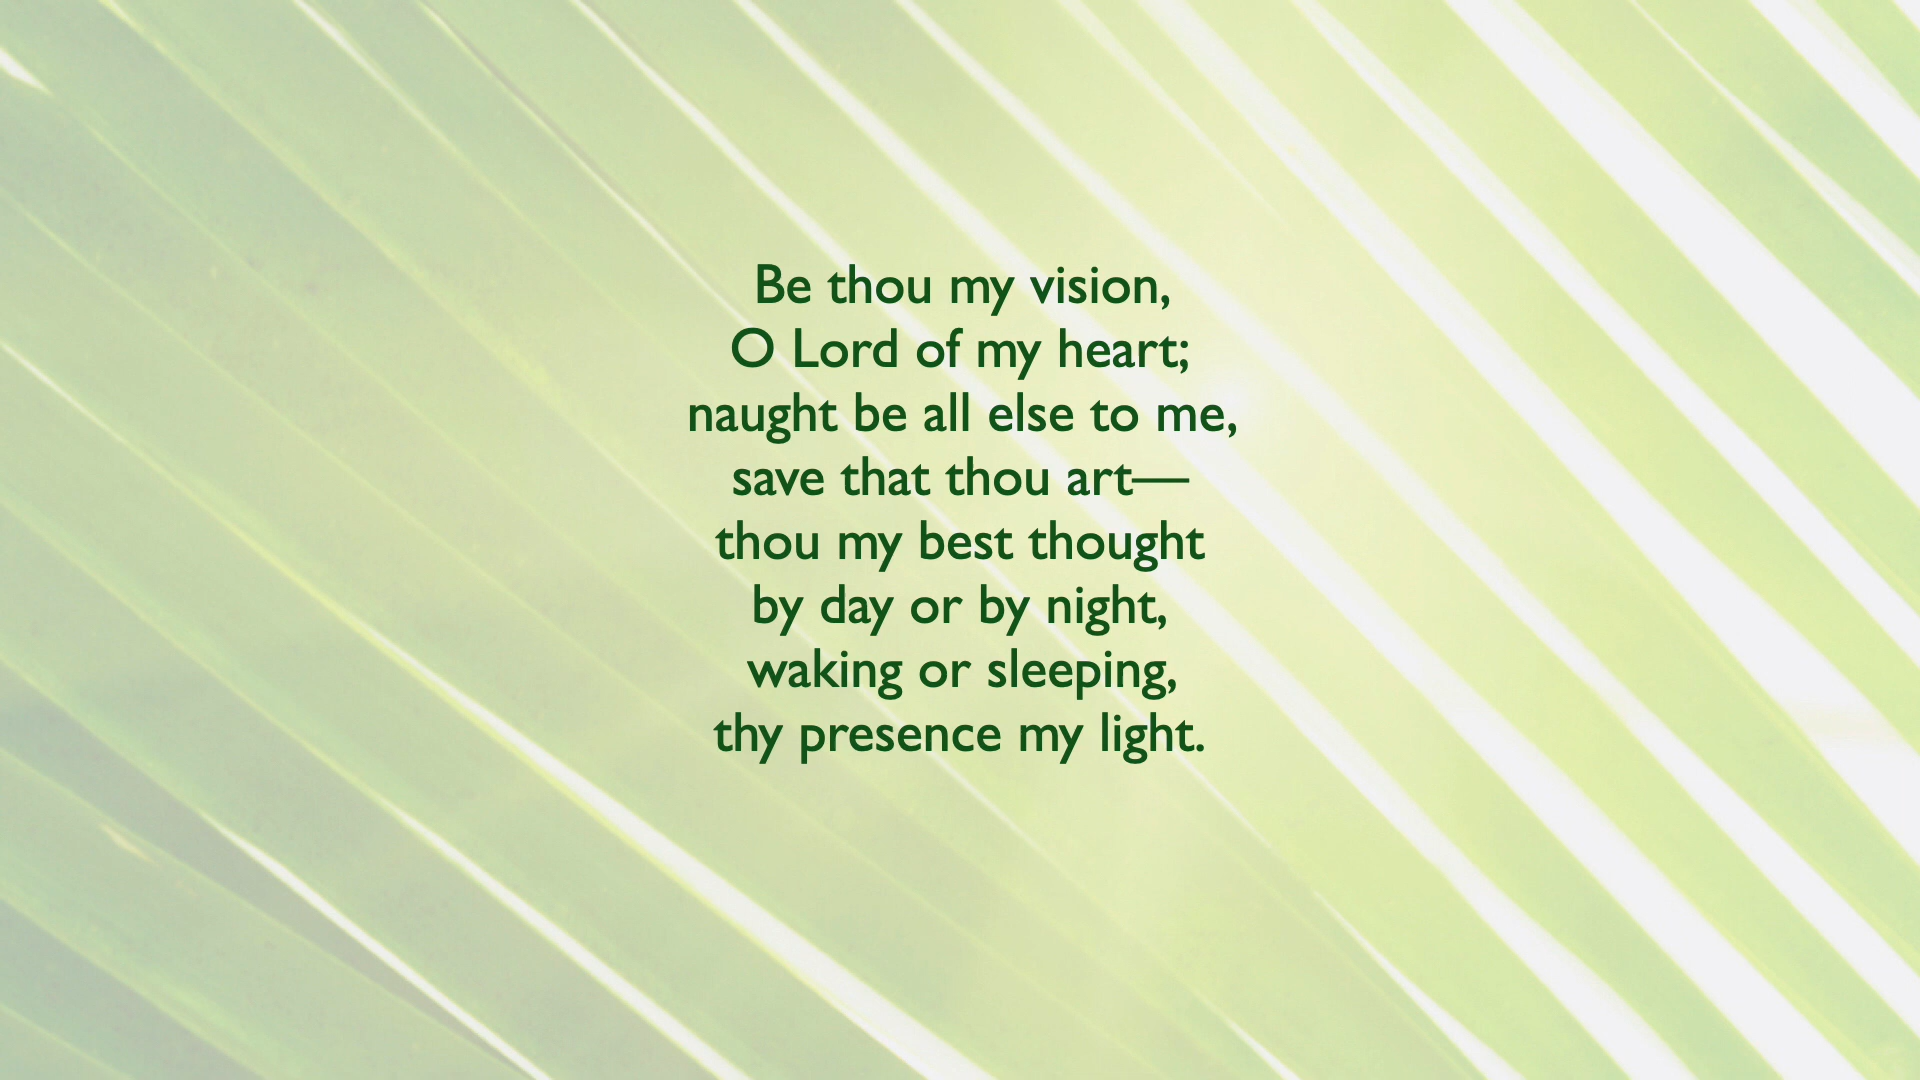 Be thou my vision,
O Lord of my heart;
naught be all else to me,
save that thou art—
thou my best thought
by day or by night,
waking or sleeping,
thy presence my light.